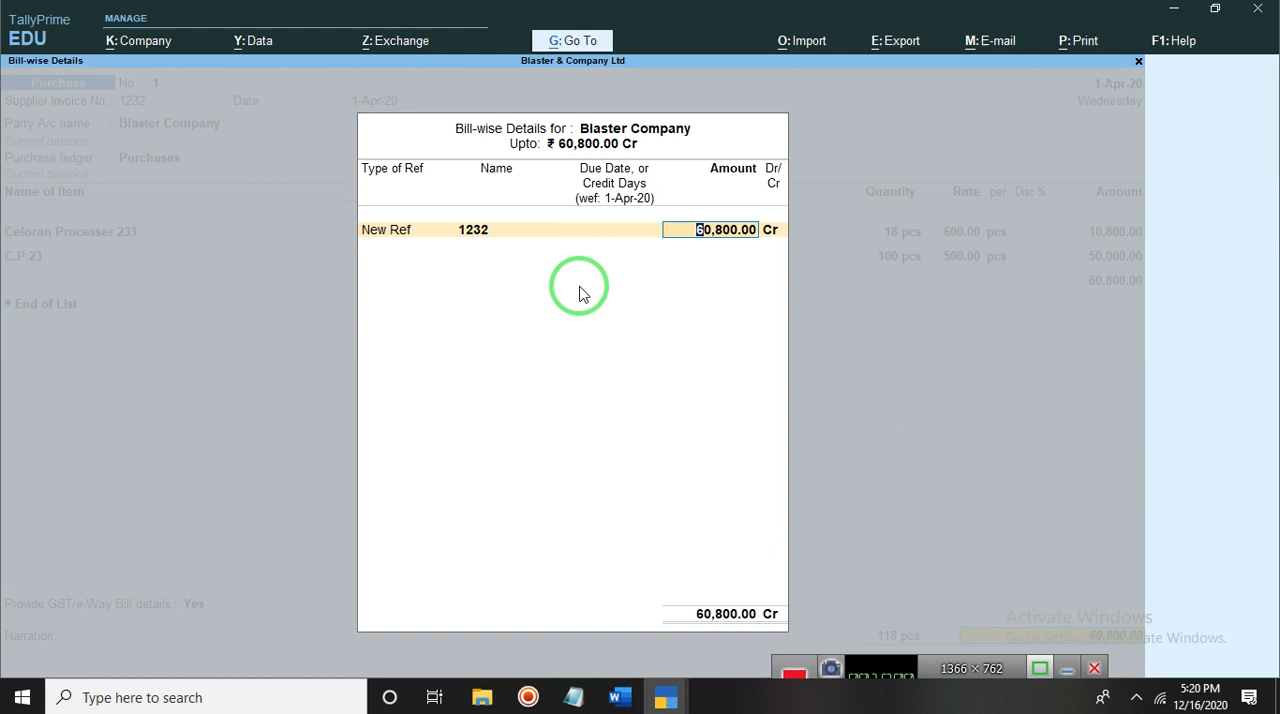 TallyPrime
EDU
MANAGE
K: Company
Y: Data
Z: Exchange
G: Go To
O: Import
E: Export
M: E-mail
P: Print
F1: Help
Bill-wise Details
Blaster & Company Ltd
Purchase No. 1
1-Apr-20
Supplier Invoice No.: 1232 Date : 1-Apr-20
Wednesday
Party A/c name : Blaster Company
Current balance :
Purchase ledger : Purchases
Current balance :
Name of Item
Quantity Rate per Disc % Amount
Celoran Processer 233
18 pcs 600.00 pcs 10,800.00
C.P.23
100 pcs 500.00 pcs 50,000.00
60,800.00
* End of List
Bill-wise Details for : Blaster Company
Upto: ₹ 60,800.00 Cr
Type of Ref Name Due Date, or Amount Dr/
Credit Days Cr
(wef: 1-Apr-20)
New Ref 1232 60,800.00 Cr
60,800.00 Cr
Provide GST/e-Way Bill details : Yes
Narration:
118 pcs 60,800.00
Activate Windows
Go to Settings to activate Windows.
1366 × 762
Type here to search
5:20 PM
12/16/2020